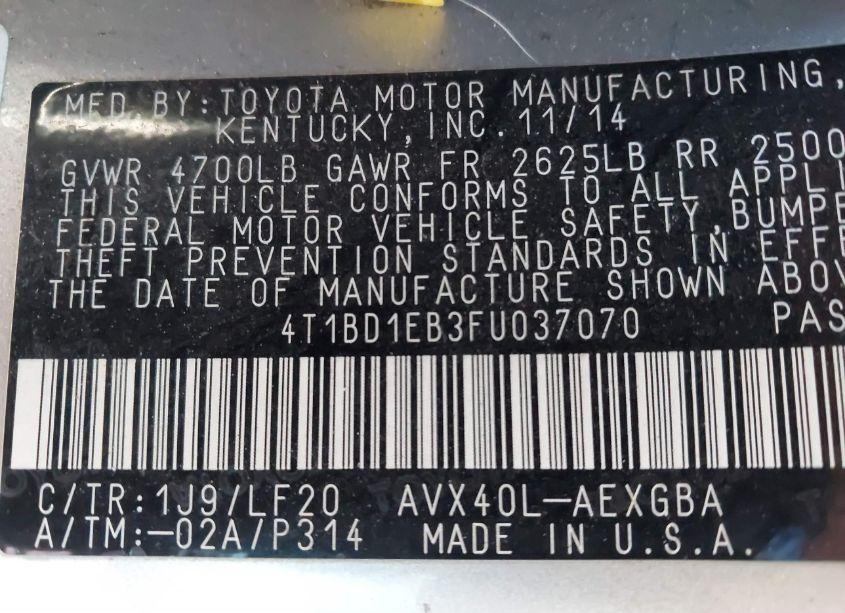 MFD.BY:TOYOTA MOTOR MANUFACTURING,
KENTUCKY,INC.11/14
GVWR 4700LB GAWR FR 2625LB RR 2500
THIS VEHICLE CONFORMS TO ALL APPLI
FEDERAL MOTOR VEHICLE SAFETY,BUMPE
THEFT PREVENTION STANDARDS IN EFFE
THE DATE OF MANUFACTURE SHOWN ABOV
4T1BD1EB3FU037070 PAS
C/TR:1J9/LF20 AVX40L-AEXGBA
A/TM:-02A/P314 MADE IN U.S.A.